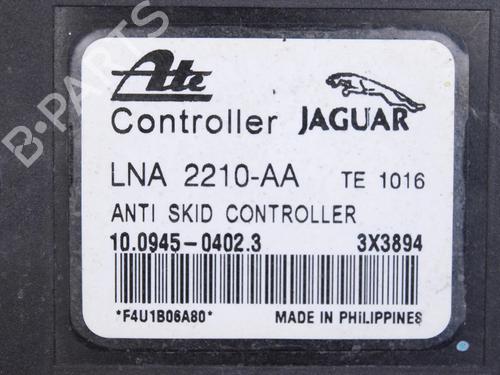 Ate
Controller JAGUAR
LNA 2210-AA TE 1016
ANTI SKID CONTROLLER
10.0945-0402.3 3X3894
*F4U1B06A80* MADE IN PHILIPPINES
B-PARTS